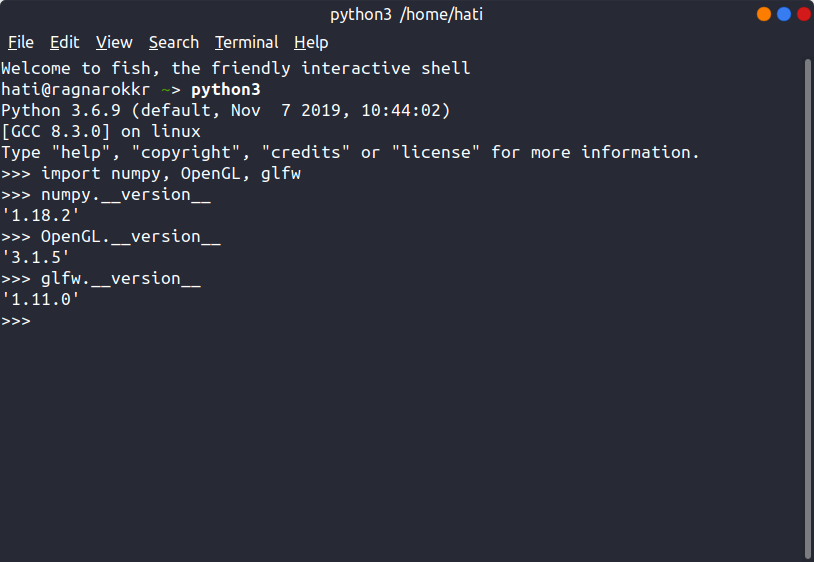 python3 /home/hati
File Edit View Search Terminal Help
Welcome to fish, the friendly interactive shell
hati@ragnarokkr ~> python3
Python 3.6.9 (default, Nov  7 2019, 10:44:02)
[GCC 8.3.0] on linux
Type "help", "copyright", "credits" or "license" for more information.
>>> import numpy, OpenGL, glfw
>>> numpy.__version__
'1.18.2'
>>> OpenGL.__version__
'3.1.5'
>>> glfw.__version__
'1.11.0'
>>>